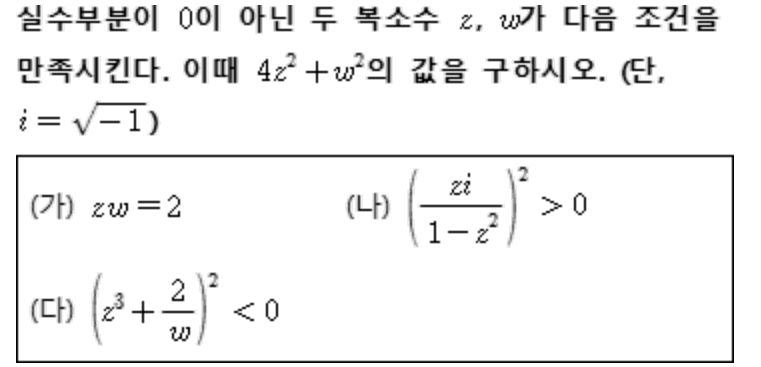 실수부분이 0이 아닌 두 복소수 z, w가 다음 조건을
만족시킨다. 이때 4z²+w²의 값을 구하시오. (단,
i=√-1)
(가) zw=2 (나) (zi/(1-z²))²>0
(다) (z³+2/w)²<0